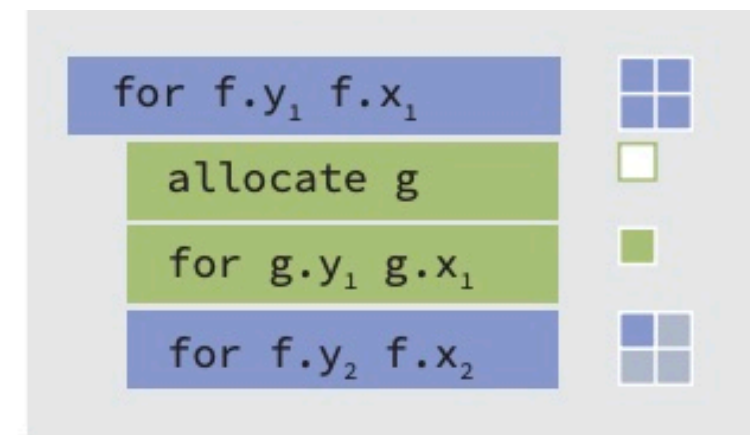 for f.y₁ f.x₁
allocate g
for g.y₁ g.x₁
for f.y₂ f.x₂